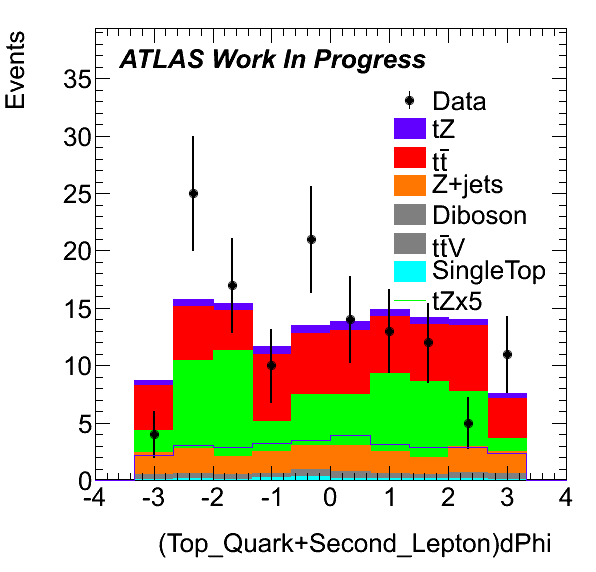 Events
ATLAS Work In Progress
Data
tZ
tt̄
Z+jets
Diboson
tt̄V
SingleTop
tZx5
35
30
25
20
15
10
5
0
-4 -3 -2 -1 0 1 2 3 4
(Top_Quark+Second_Lepton)dPhi